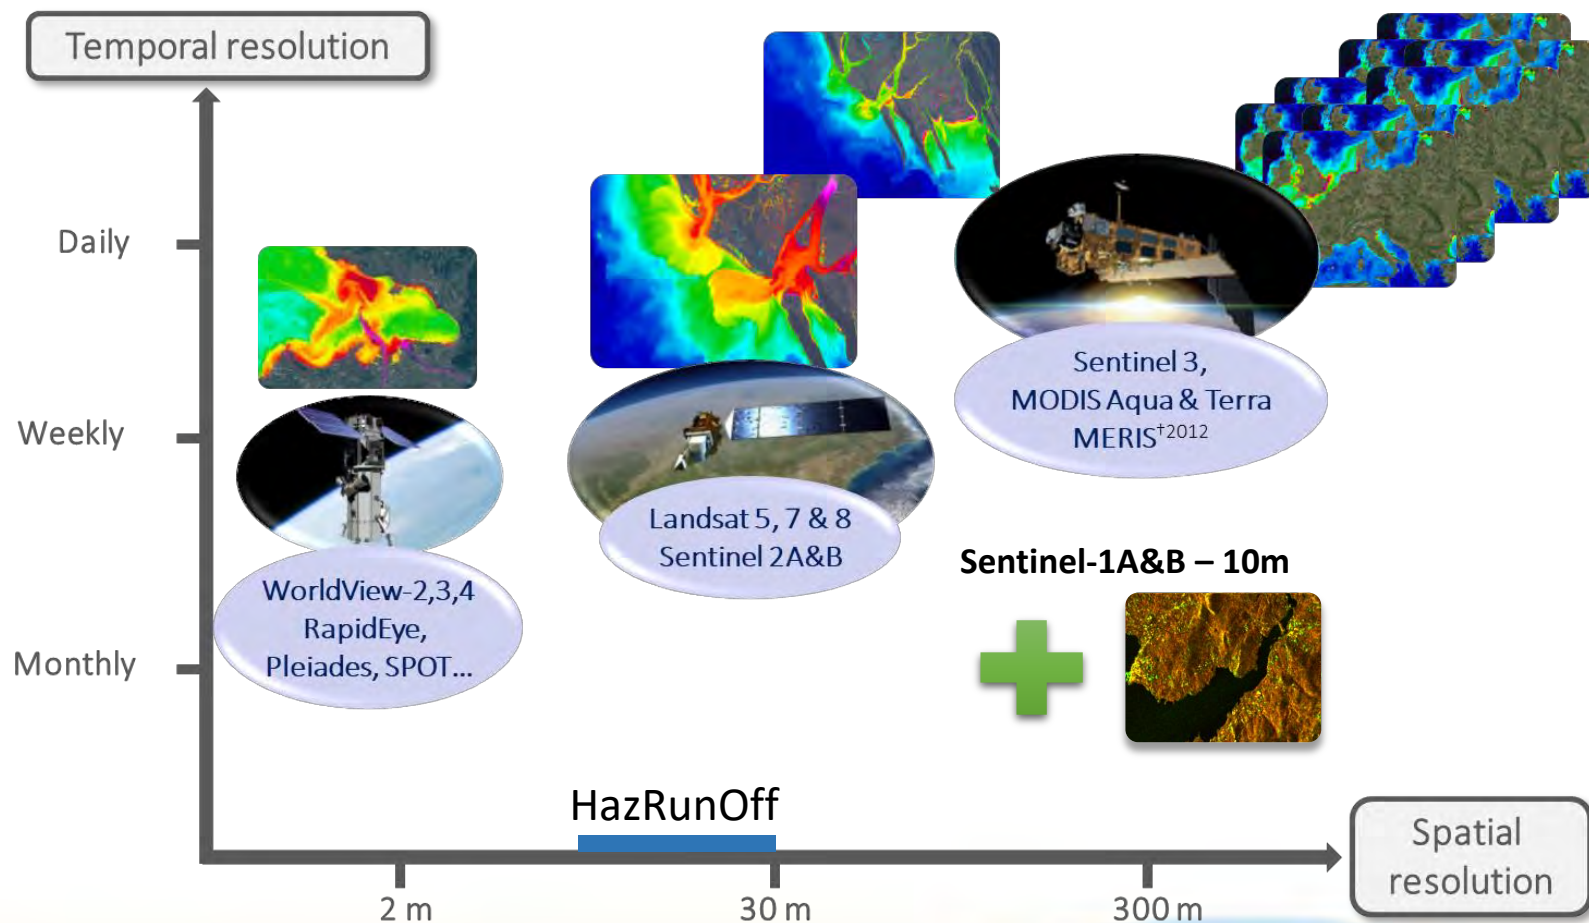 Temporal resolution
Daily
Weekly
Monthly
WorldView-2,3,4
RapidEye,
Pleiades, SPOT...
Landsat 5, 7 & 8
Sentinel 2A&B
Sentinel 3,
MODIS Aqua & Terra
MERIS†2012
Sentinel-1A&B – 10m
HazRunOff
2 m
30 m
300 m
Spatial
resolution